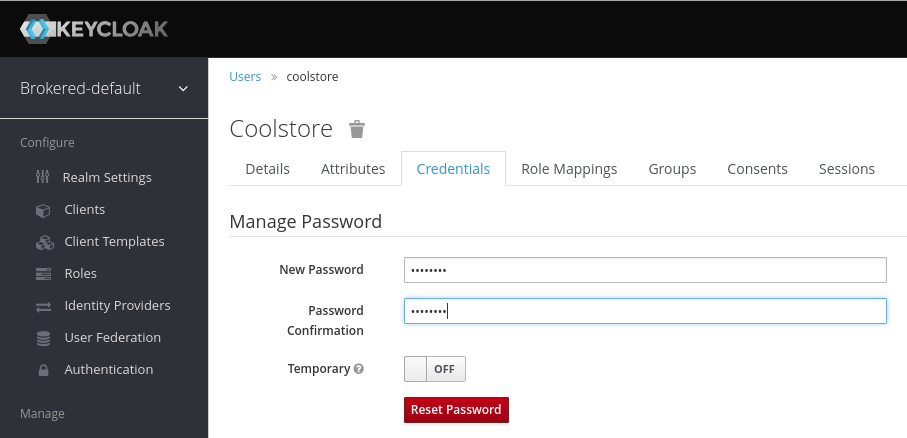 KEYCLOAK
Brokered-default
Configure
Realm Settings
Clients
Client Templates
Roles
Identity Providers
User Federation
Authentication
Manage
Users » coolstore
Coolstore
Details Attributes Credentials Role Mappings Groups Consents Sessions
Manage Password
New Password ••••••••
Password
Confirmation ••••••••
Temporary ? OFF
Reset Password